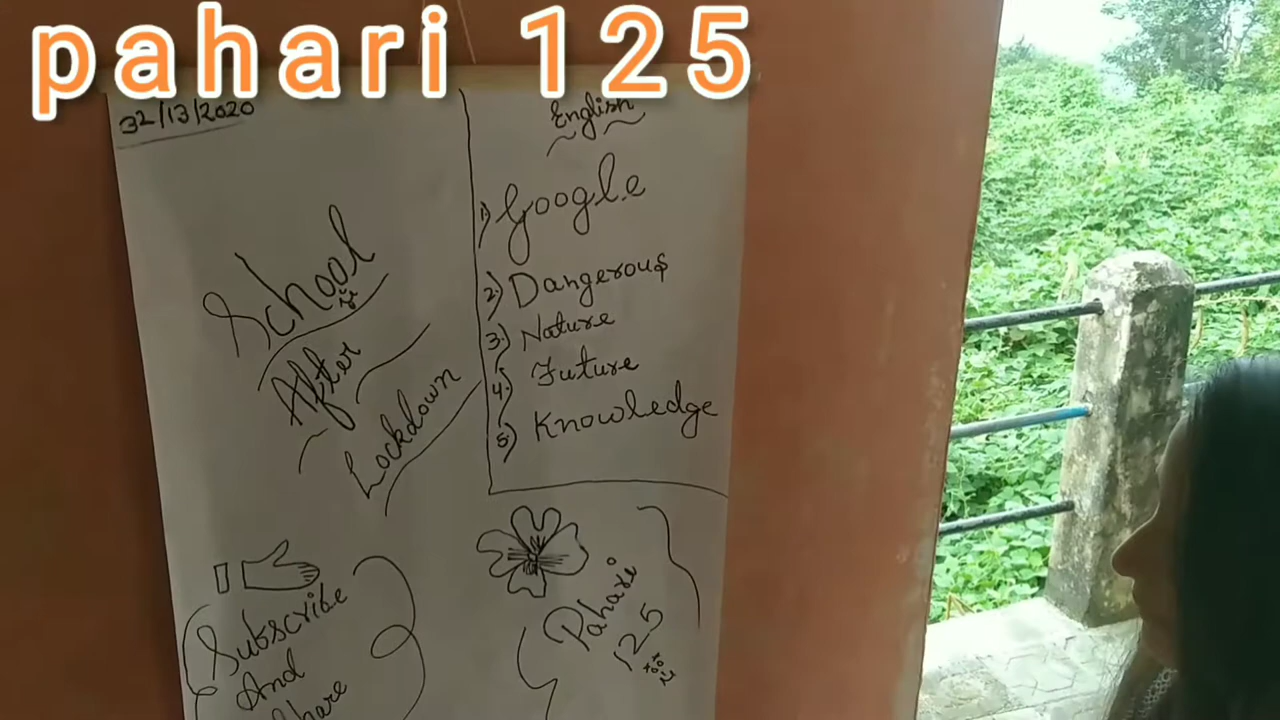 pahari 125
32/13/2020
School
After
Lockdown
English
1) Google
2) Dangerous
3) Nature
4) Future
5) Knowledge
Subscribe
And
Share
Pahari
125